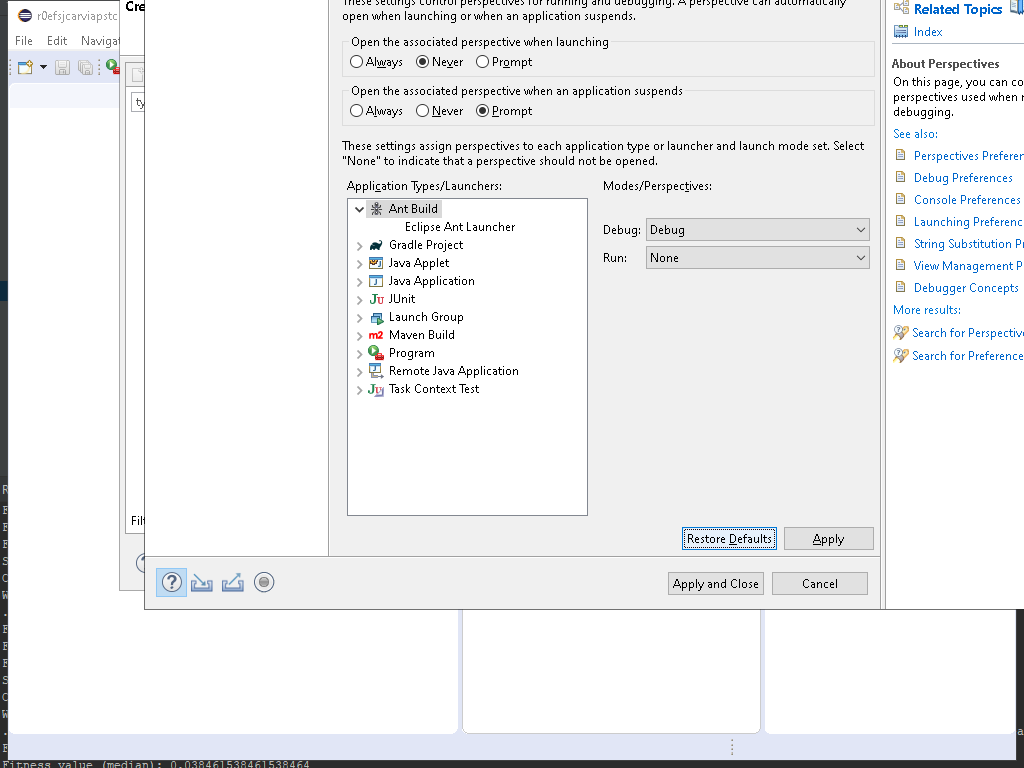 r0efsjcarviapstc
Cre
File Edit Naviga
ty
These settings control perspectives for running and debugging. A perspective can automatically
open when launching or when an application suspends.
Open the associated perspective when launching
Always Never Prompt
Open the associated perspective when an application suspends
Always Never Prompt
These settings assign perspectives to each application type or launcher and launch mode set. Select
"None" to indicate that a perspective should not be opened.
Application Types/Launchers:
Modes/Perspectives:
Ant Build
Eclipse Ant Launcher
Gradle Project
Java Applet
Java Application
JUnit
Launch Group
Maven Build
Program
Remote Java Application
Task Context Test
Debug: Debug
Run: None
Restore Defaults
Apply
Filt
Apply and Close
Cancel
Related Topics
Index
About Perspectives
On this page, you can co
perspectives used when r
debugging.
See also:
Perspectives Preferen
Debug Preferences
Console Preferences
Launching Preferenc
String Substitution Pr
View Management P
Debugger Concepts
More results:
Search for Perspective
Search for Preference
Fitness value (median): 0.038461538461538464